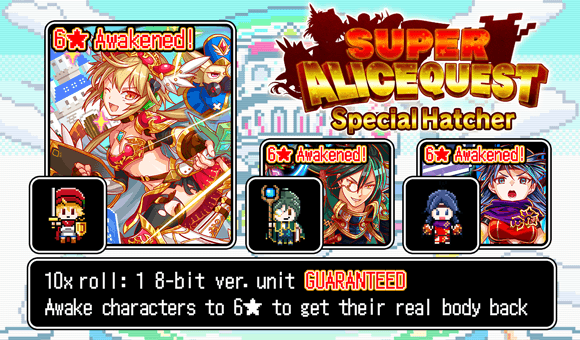 6★ Awakened!
SUPER
ALICEQUEST
Special Hatcher
6★ Awakened!
6★ Awakened!
10x roll: 1 8-bit ver. unit GUARANTEED
Awake characters to 6★ to get their real body back